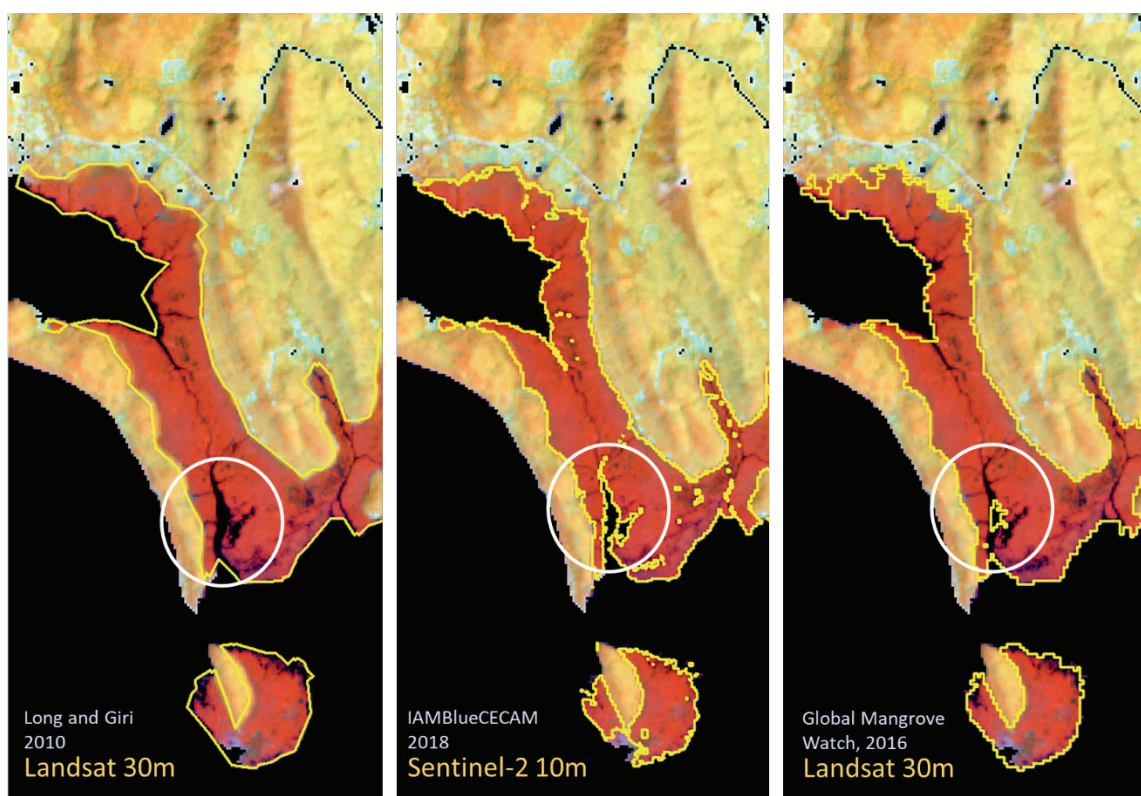 Long and Giri
2010
Landsat 30m
IAMBlueCECAM
2018
Sentinel-2 10m
Global Mangrove
Watch, 2016
Landsat 30m